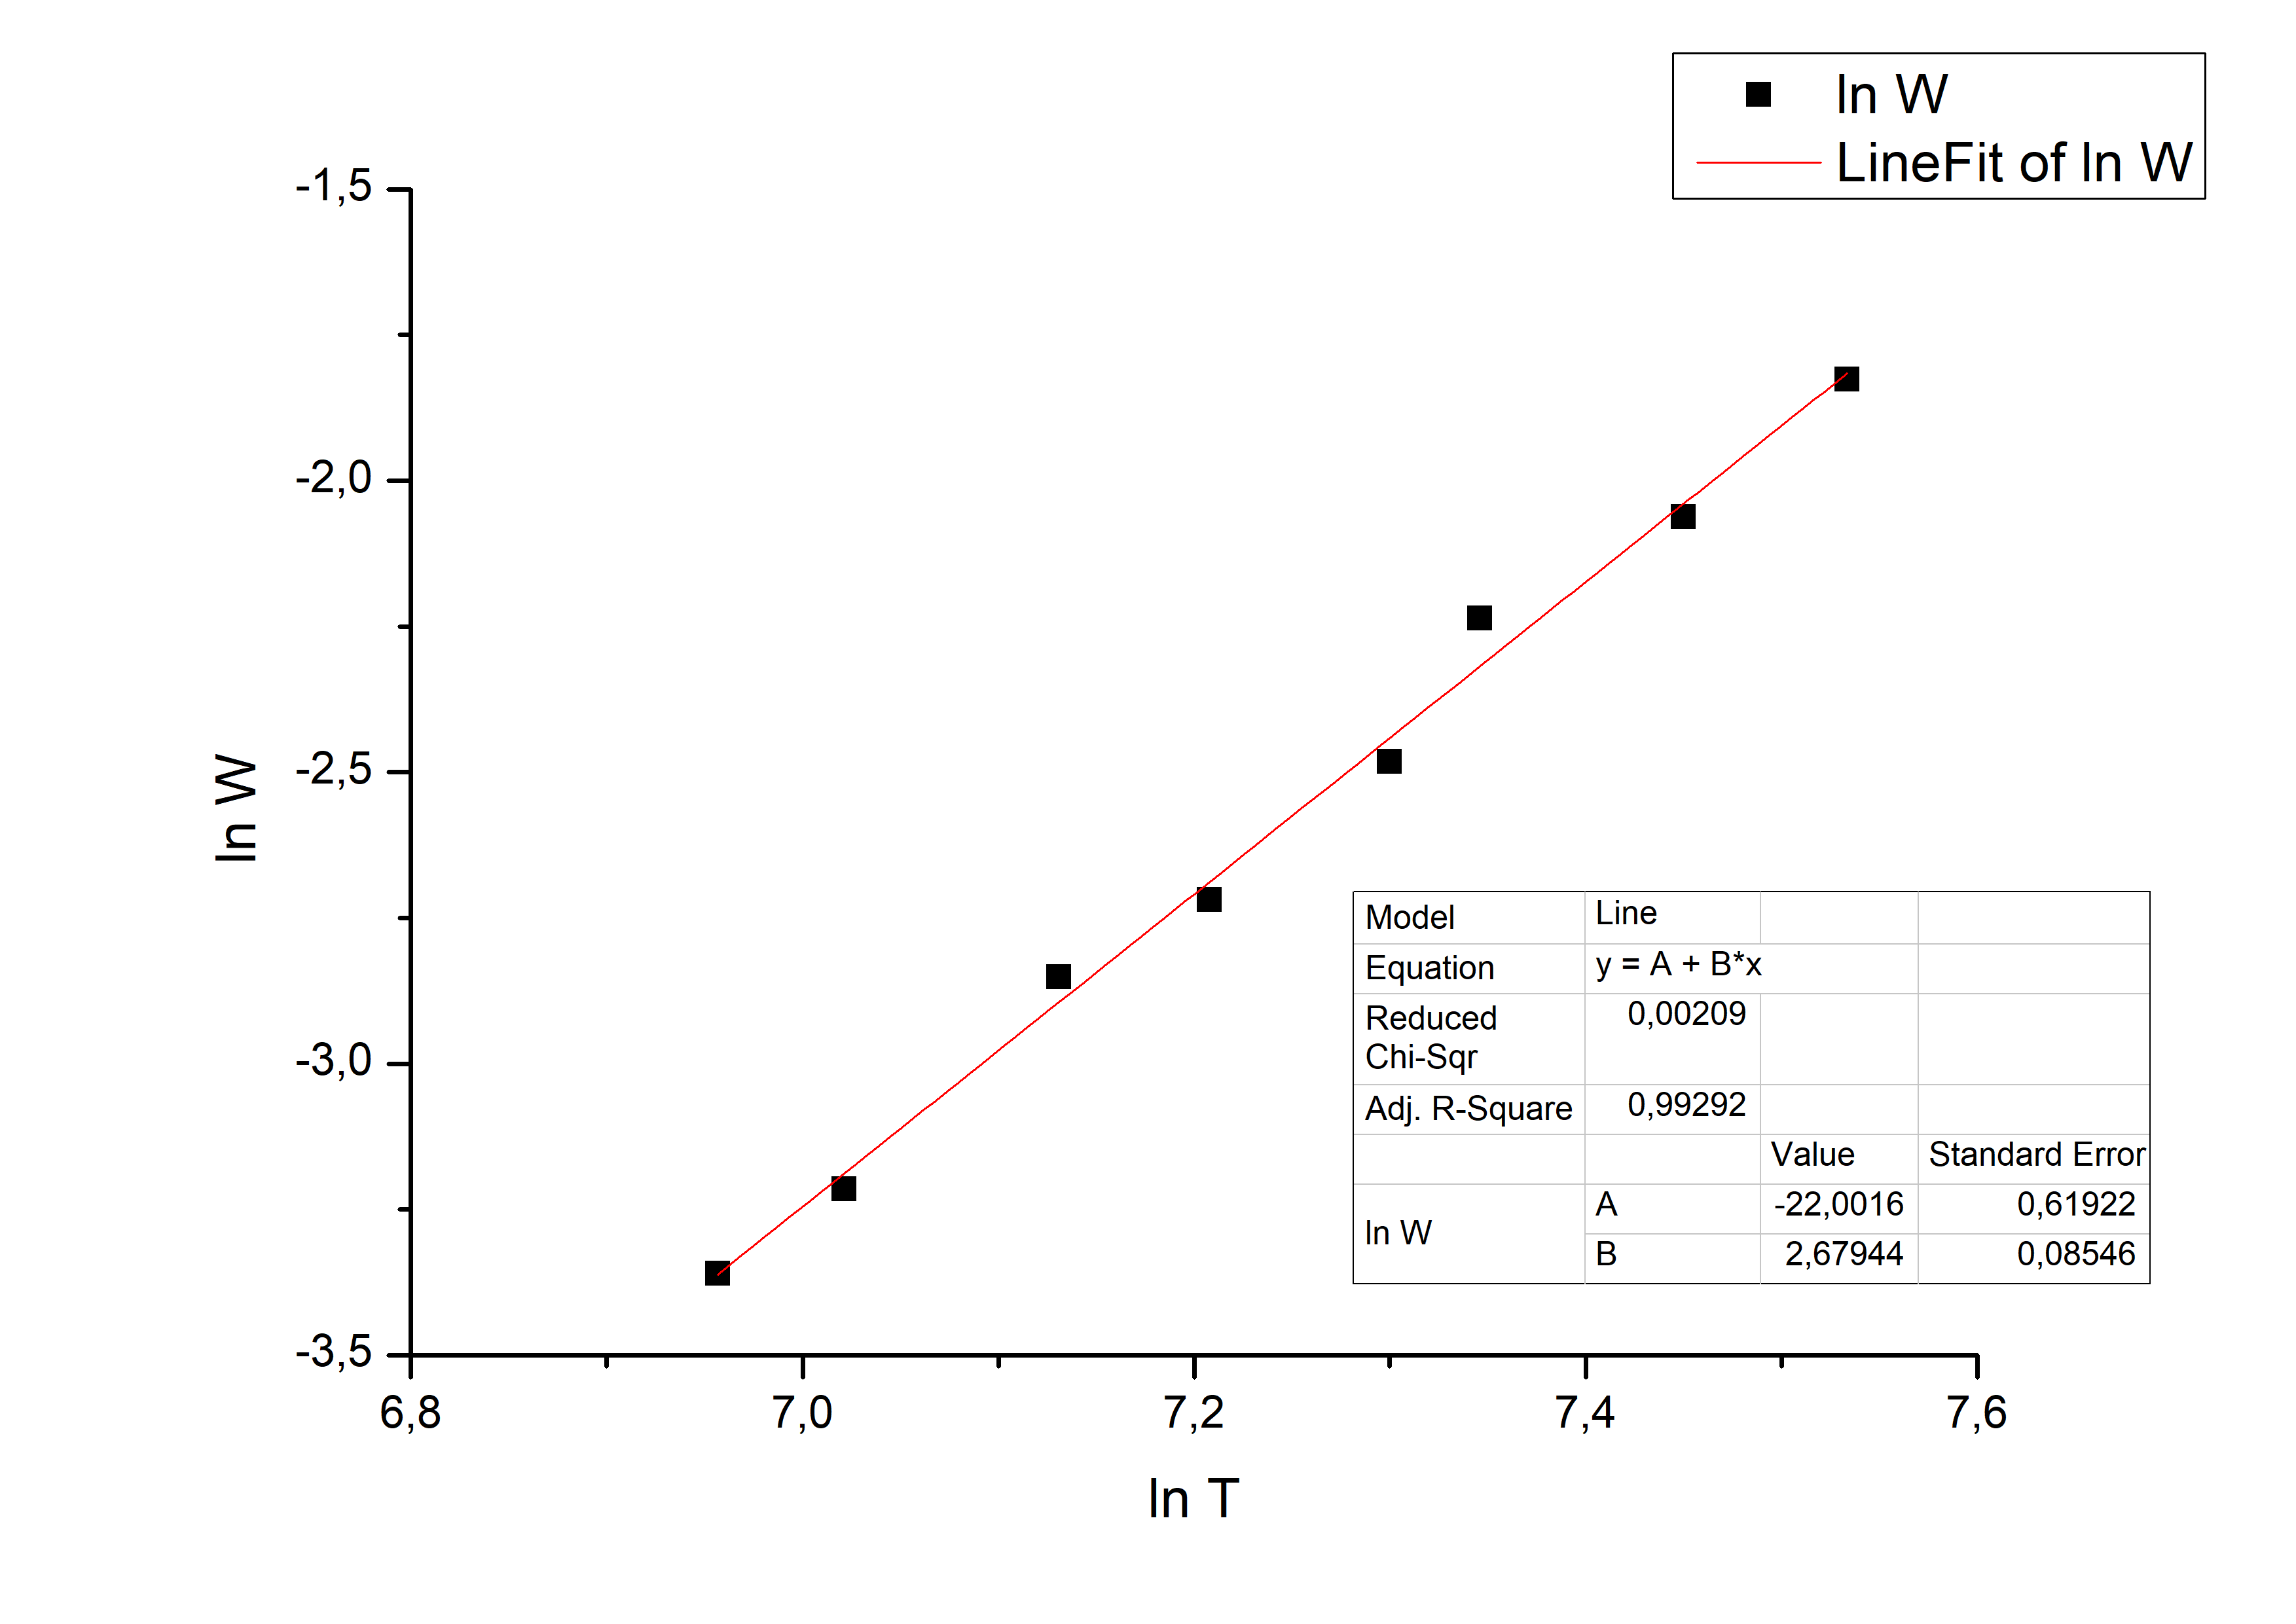 ln W
LineFit of ln W
-1,5
-2,0
-2,5
-3,0
-3,5
ln W
6,8 7,0 7,2 7,4 7,6
ln T
Model Line
Equation y = A + B*x
Reduced
Chi-Sqr 0,00209
Adj. R-Square 0,99292
Value Standard Error
ln W A -22,0016 0,61922
B 2,67944 0,08546